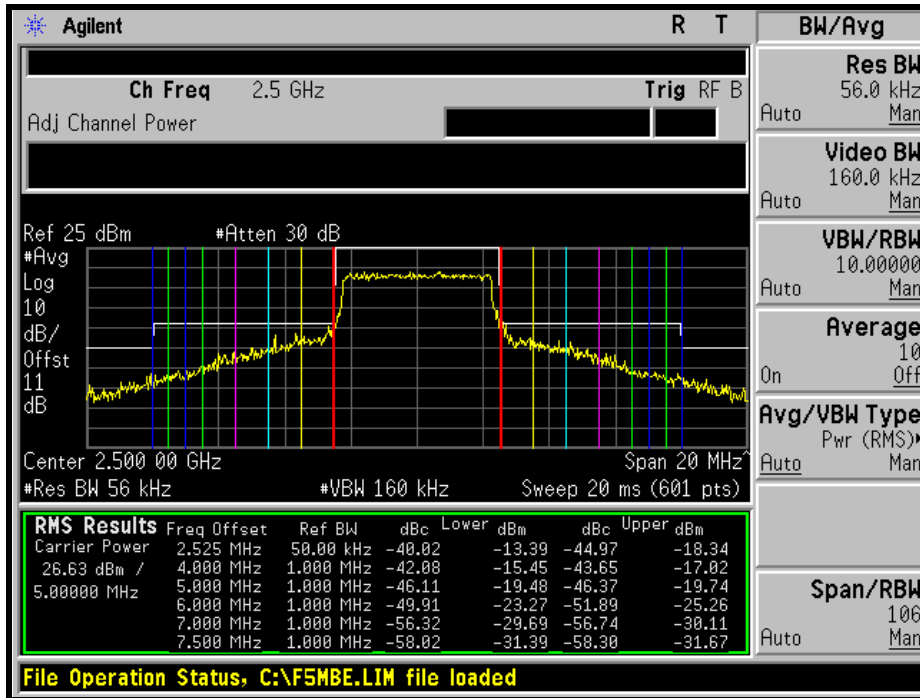 Agilent R T BW/Avg
Ch Freq 2.5 GHz Trig RF B
Adj Channel Power
Res BW
56.0 kHz
Auto Man
Video BW
160.0 kHz
Auto Man
VBW/RBW
10.00000
Auto Man
Average
10
On Off
Avg/VBW Type
Pwr (RMS)
Auto Man
Span/RBW
106
Auto Man
Ref 25 dBm #Atten 30 dB
#Avg
Log
10
dB/
Offst
11
dB
Center 2.500 00 GHz Span 20 MHz^
#Res BW 56 kHz #VBW 160 kHz Sweep 20 ms (601 pts)
RMS Results Freq Offset Ref BW dBc Lower dBm dBc Upper dBm
Carrier Power 2.525 MHz 50.00 kHz -40.02 -13.39 -44.97 -18.34
26.63 dBm / 4.000 MHz 1.000 MHz -42.08 -15.45 -43.65 -17.02
5.00000 MHz 5.000 MHz 1.000 MHz -46.11 -19.48 -46.37 -19.74
6.000 MHz 1.000 MHz -49.91 -23.27 -51.89 -25.26
7.000 MHz 1.000 MHz -56.32 -29.69 -56.74 -30.11
7.500 MHz 1.000 MHz -58.02 -31.39 -58.30 -31.67
File Operation Status, C:\F5MBE.LIM file loaded